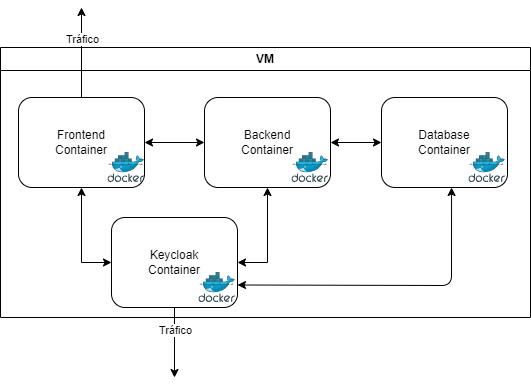 Tráfico
VM
Frontend
Container
docker
Backend
Container
docker
Database
Container
docker
Keycloak
Container
docker
Tráfico